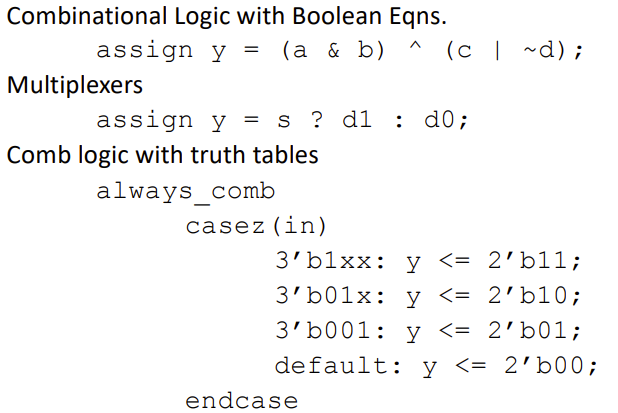 Combinational Logic with Boolean Eqns.
assign y = (a & b) ^ (c | ~d);
Multiplexers
assign y = s ? d1 : d0;
Comb logic with truth tables
always_comb
casez(in)
3’b1xx: y <= 2’b11;
3’b01x: y <= 2’b10;
3’b001: y <= 2’b01;
default: y <= 2’b00;
endcase